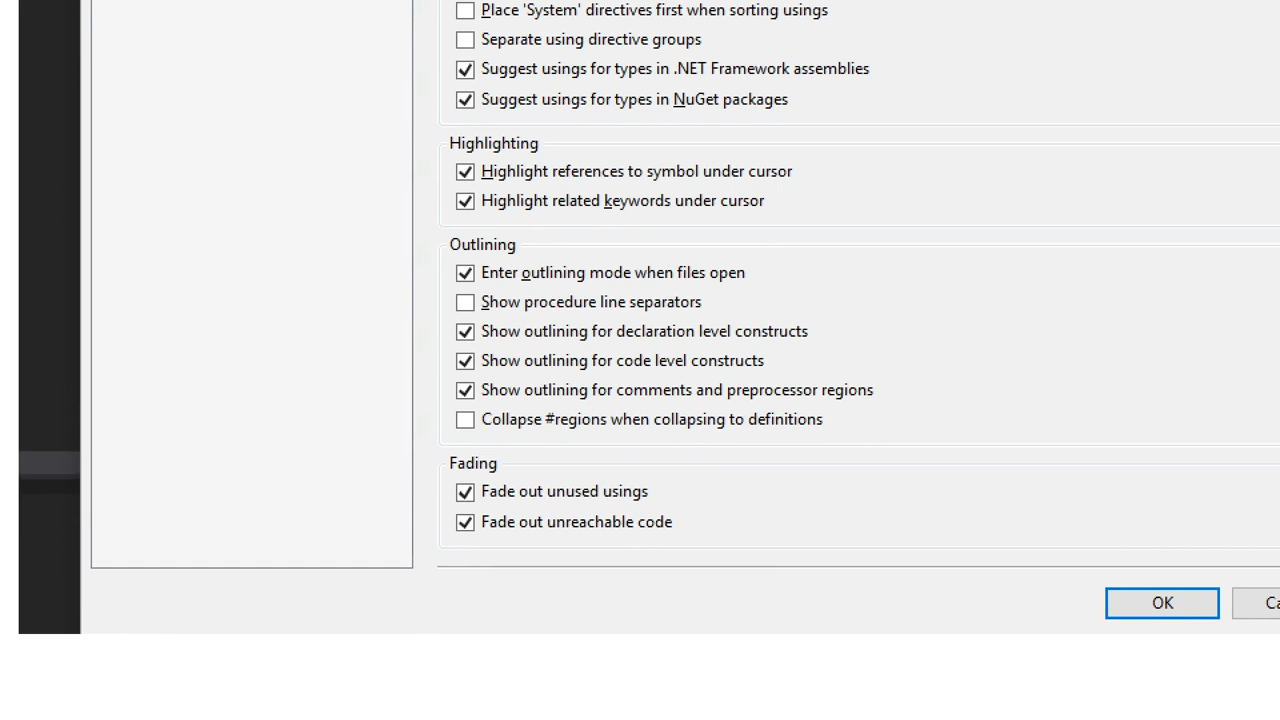 Place 'System' directives first when sorting usings
Separate using directive groups
Suggest usings for types in .NET Framework assemblies
Suggest usings for types in NuGet packages
Highlighting
Highlight references to symbol under cursor
Highlight related keywords under cursor
Outlining
Enter outlining mode when files open
Show procedure line separators
Show outlining for declaration level constructs
Show outlining for code level constructs
Show outlining for comments and preprocessor regions
Collapse #regions when collapsing to definitions
Fading
Fade out unused usings
Fade out unreachable code
OK